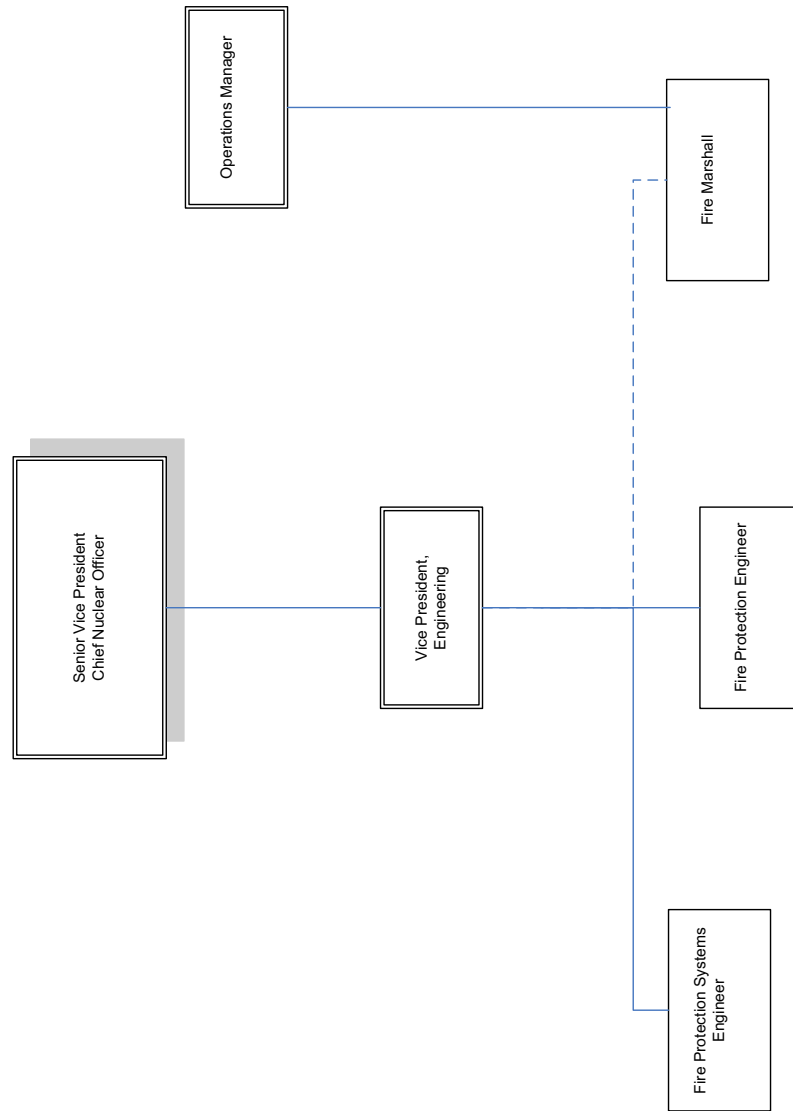 Senior Vice President
Chief Nuclear Officer
Operations Manager
Vice President,
Engineering
Fire Protection Systems
Engineer
Fire Protection Engineer
Fire Marshall